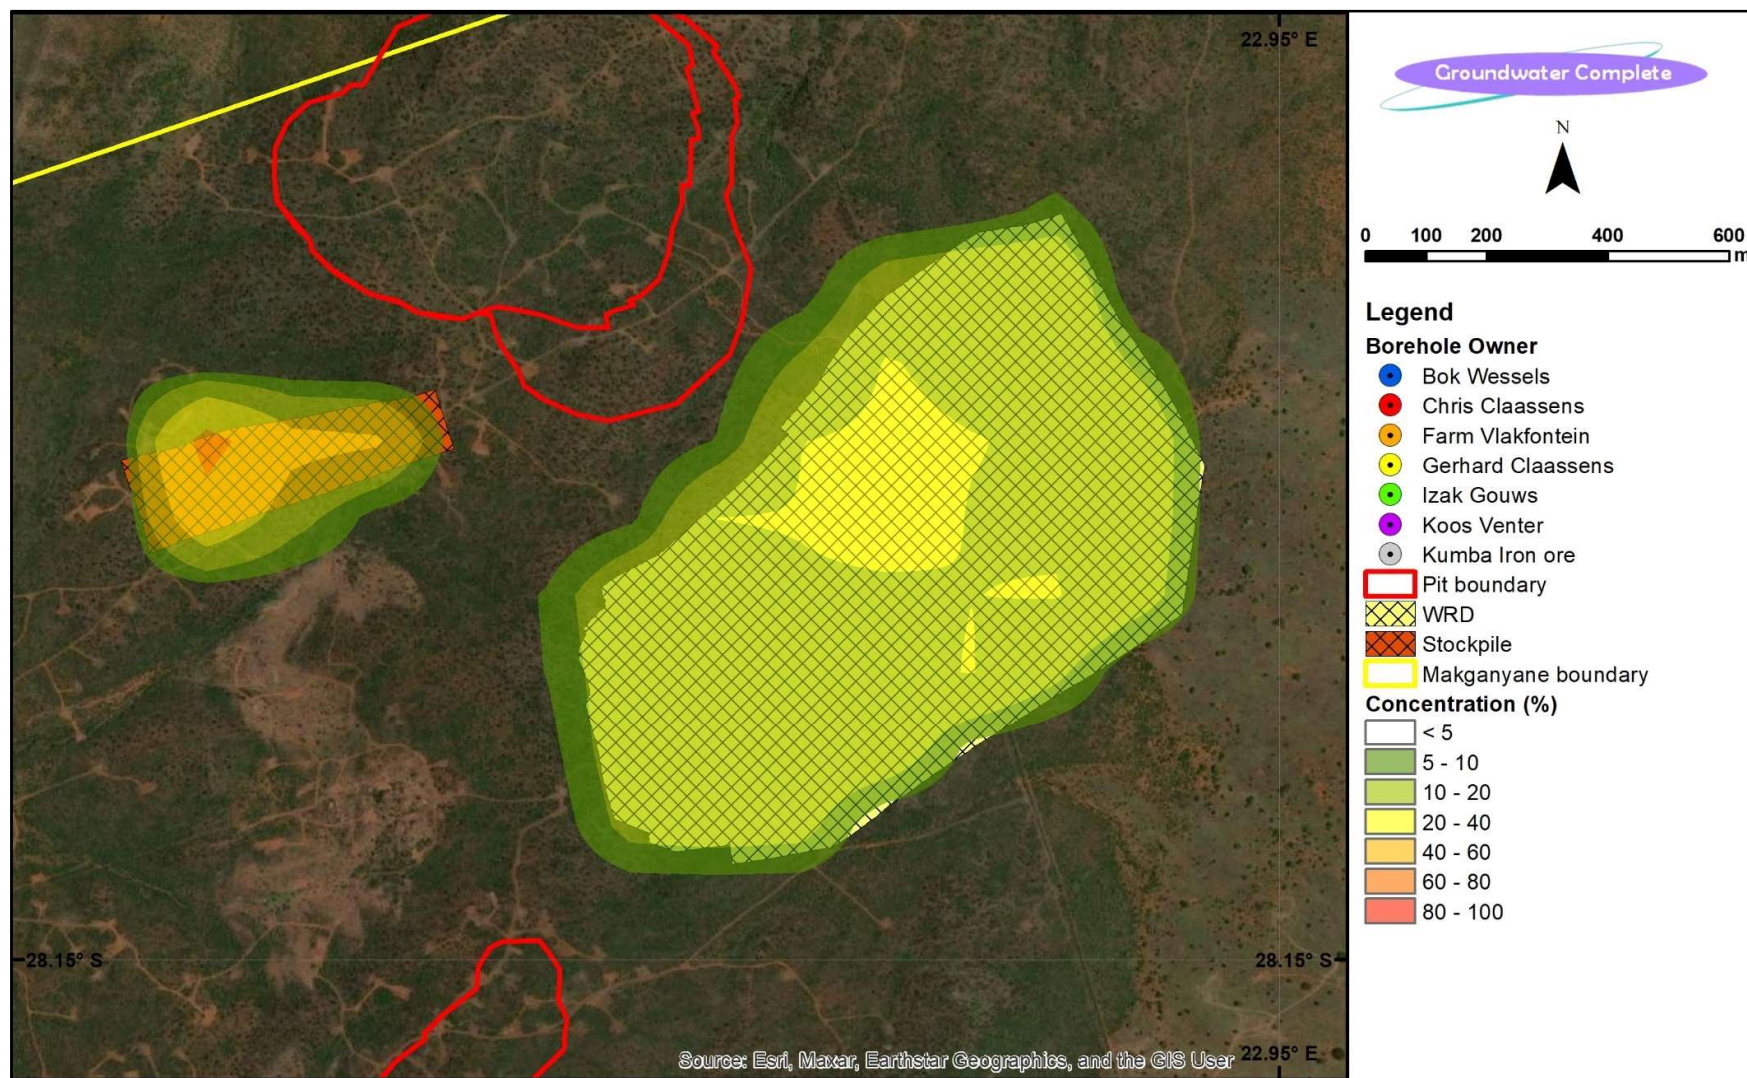 22.95° E
Groundwater Complete
N
0 100 200 400 600
m
Legend
Borehole Owner
Bok Wessels
Chris Claassens
Farm Vlakfontein
Gerhard Claassens
Izak Gouws
Koos Venter
Kumba Iron ore
Pit boundary
WRD
Stockpile
Makganyane boundary
Concentration (%)
< 5
5 - 10
10 - 20
20 - 40
40 - 60
60 - 80
80 - 100
28.15° S
28.15° S
Source: Esri, Maxar, Earthstar Geographics, and the GIS User
22.95° E